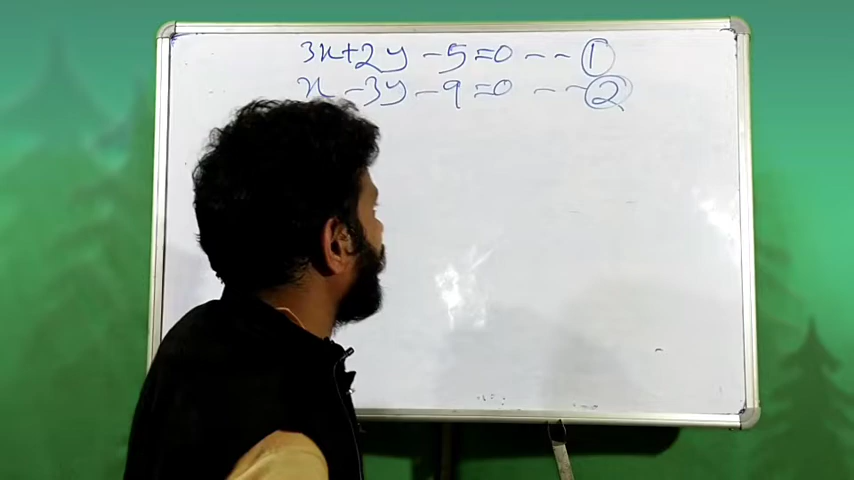 3x+2y-5=0 --- ①
x-3y-9=0 --- ②